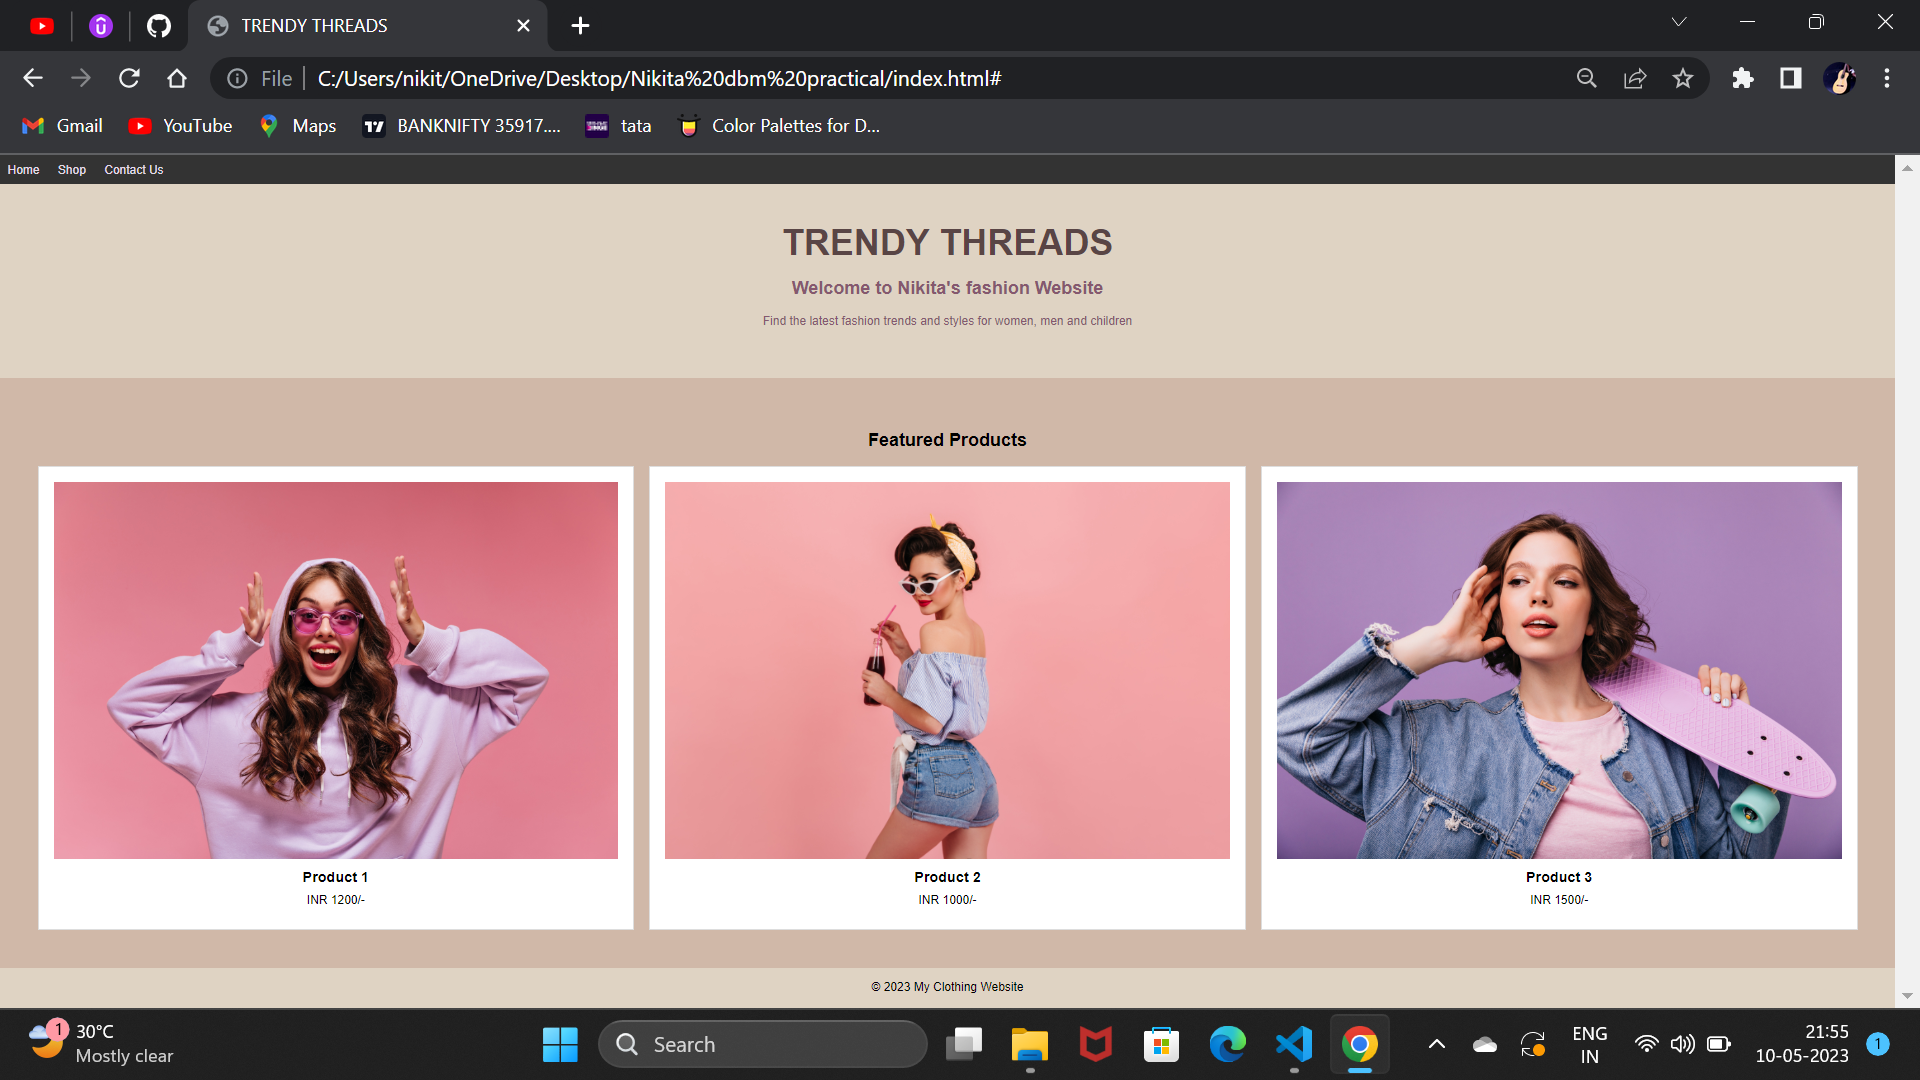 TRENDY THREADS
File
C:/Users/nikit/OneDrive/Desktop/Nikita%20dbm%20practical/index.html#
Gmail
YouTube
Maps
BANKNIFTY 35917....
tata
Color Palettes for D...
Home Shop Contact Us
TRENDY THREADS
Welcome to Nikita's fashion Website
Find the latest fashion trends and styles for women, men and children
Featured Products
Product 1
INR 1200/-
Product 2
INR 1000/-
Product 3
INR 1500/-
© 2023 My Clothing Website
1
30°C
Mostly clear
Search
ENG
IN
21:55
10-05-2023
1